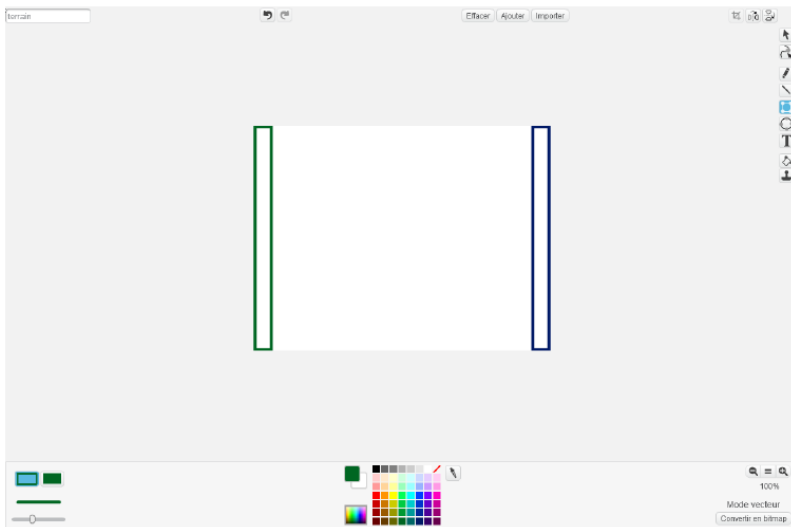 terrain
Effacer Ajouter Importer
T
100%
Mode vecteur
Convertir en bitmap